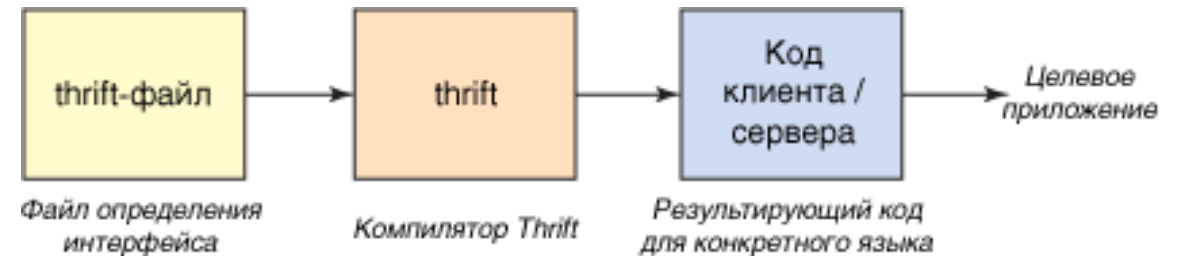 thrift-файл
thrift
Код
клиента /
сервера
Целевое
приложение
Файл определения
интерфейса
Компилятор Thrift
Результирующий код
для конкретного языка